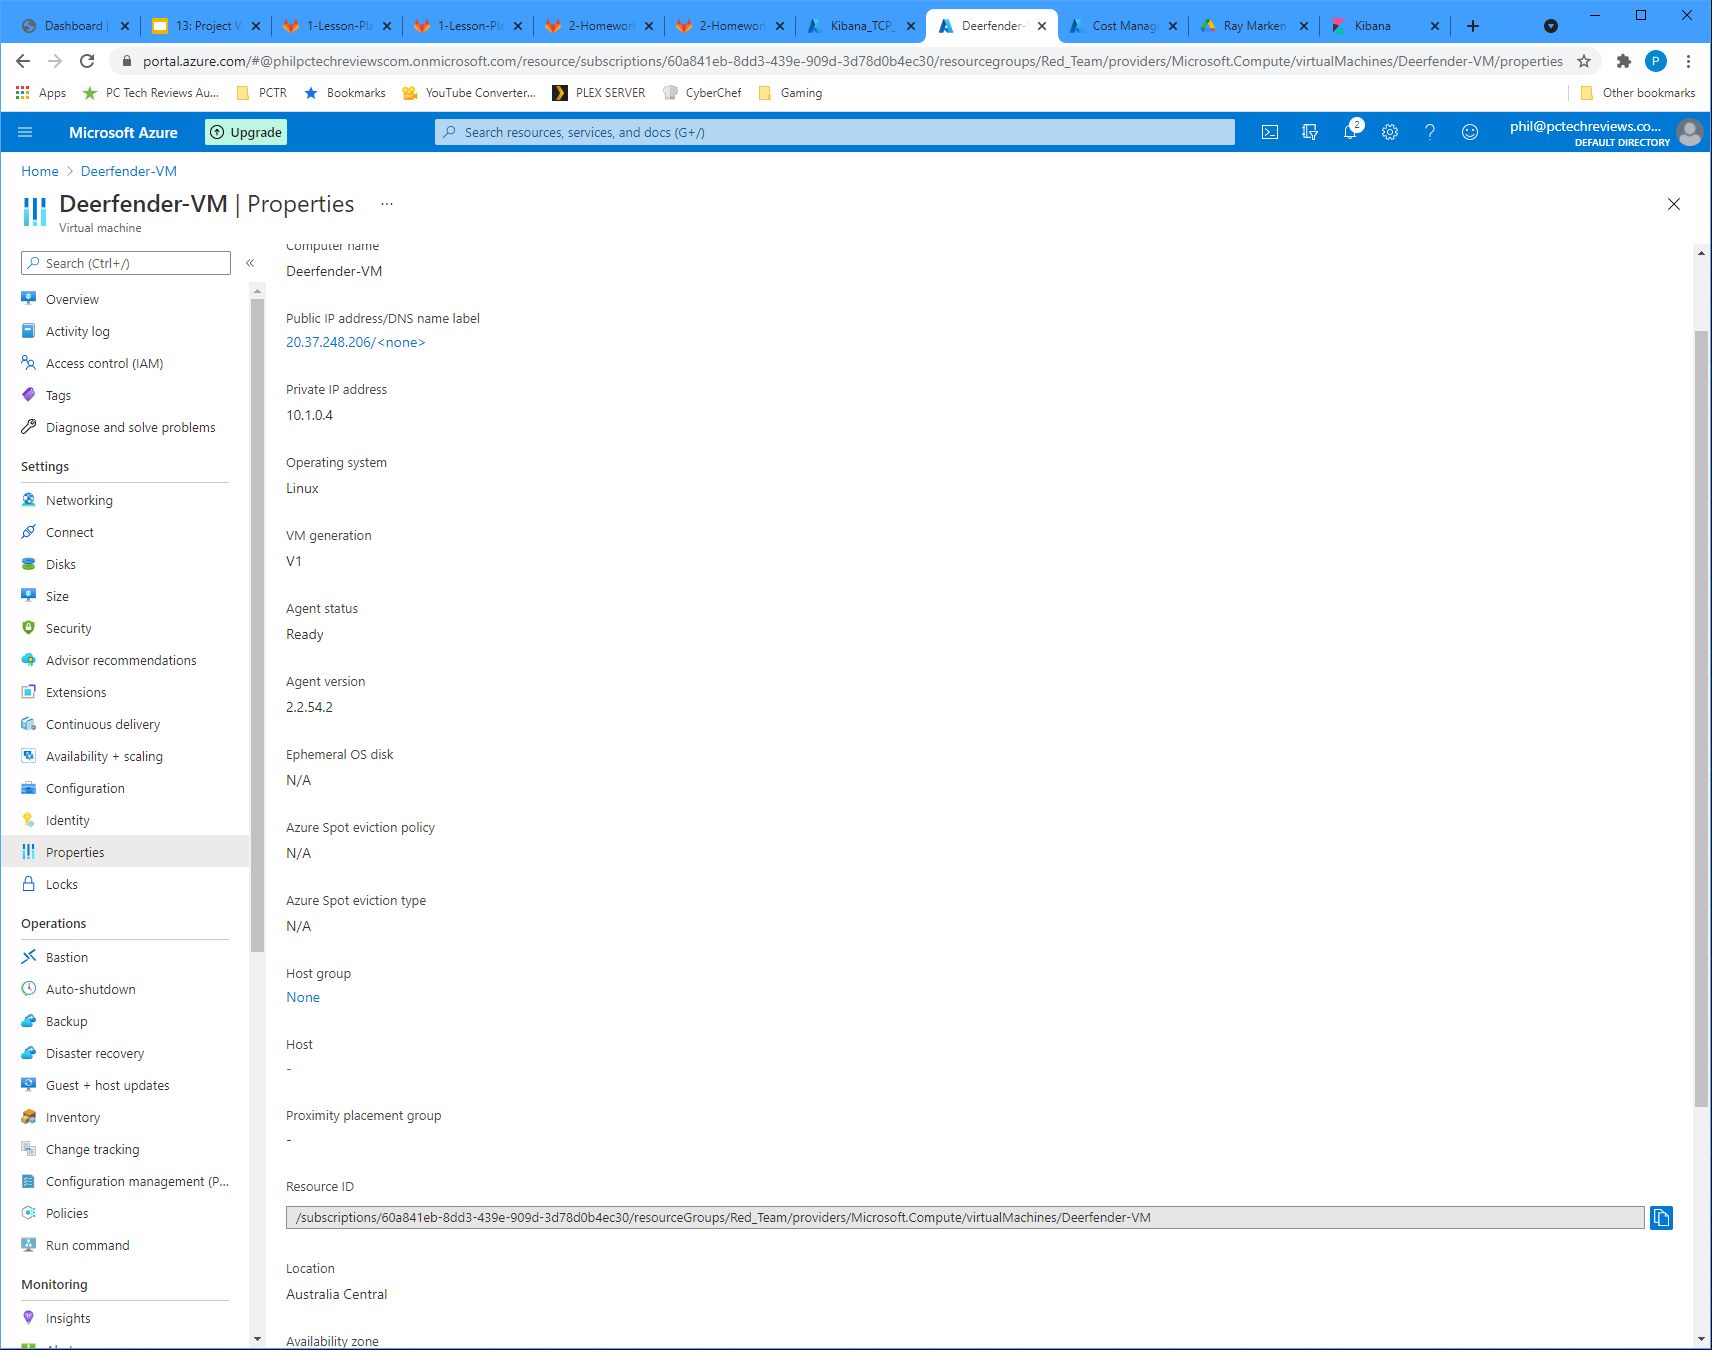 Dashboard
13: Project W
1-Lesson-Pla
1-Lesson-Pla
2-Homework
2-Homework
Kibana_TCP_
Deerfender-
Cost Manag
Ray Marken
Kibana
portal.azure.com/#@philpctechreviewscom.onmicrosoft.com/resource/subscriptions/60a841eb-8dd3-439e-909d-3d78d0b4ec30/resourcegroups/Red_Team/providers/Microsoft.Compute/virtualMachines/Deerfender-VM/properties
P
Apps
PC Tech Reviews Au...
PCTR
Bookmarks
YouTube Converter...
PLEX SERVER
CyberChef
Gaming
Other bookmarks
Microsoft Azure
Upgrade
Search resources, services, and docs (G+/)
2
phil@pctechreviews.co...
DEFAULT DIRECTORY
Home > Deerfender-VM
Deerfender-VM | Properties ...
Virtual machine
Search (Ctrl+/)
«
Overview
Activity log
Access control (IAM)
Tags
Diagnose and solve problems
Settings
Networking
Connect
Disks
Size
Security
Advisor recommendations
Extensions
Continuous delivery
Availability + scaling
Configuration
Identity
Properties
Locks
Operations
Bastion
Auto-shutdown
Backup
Disaster recovery
Guest + host updates
Inventory
Change tracking
Configuration management (P...
Policies
Run command
Monitoring
Insights
Computer name
Deerfender-VM
Public IP address/DNS name label
20.37.248.206/<none>
Private IP address
10.1.0.4
Operating system
Linux
VM generation
V1
Agent status
Ready
Agent version
2.2.54.2
Ephemeral OS disk
N/A
Azure Spot eviction policy
N/A
Azure Spot eviction type
N/A
Host group
None
Host
-
Proximity placement group
-
Resource ID
/subscriptions/60a841eb-8dd3-439e-909d-3d78d0b4ec30/resourceGroups/Red_Team/providers/Microsoft.Compute/virtualMachines/Deerfender-VM
Location
Australia Central
Availability zone